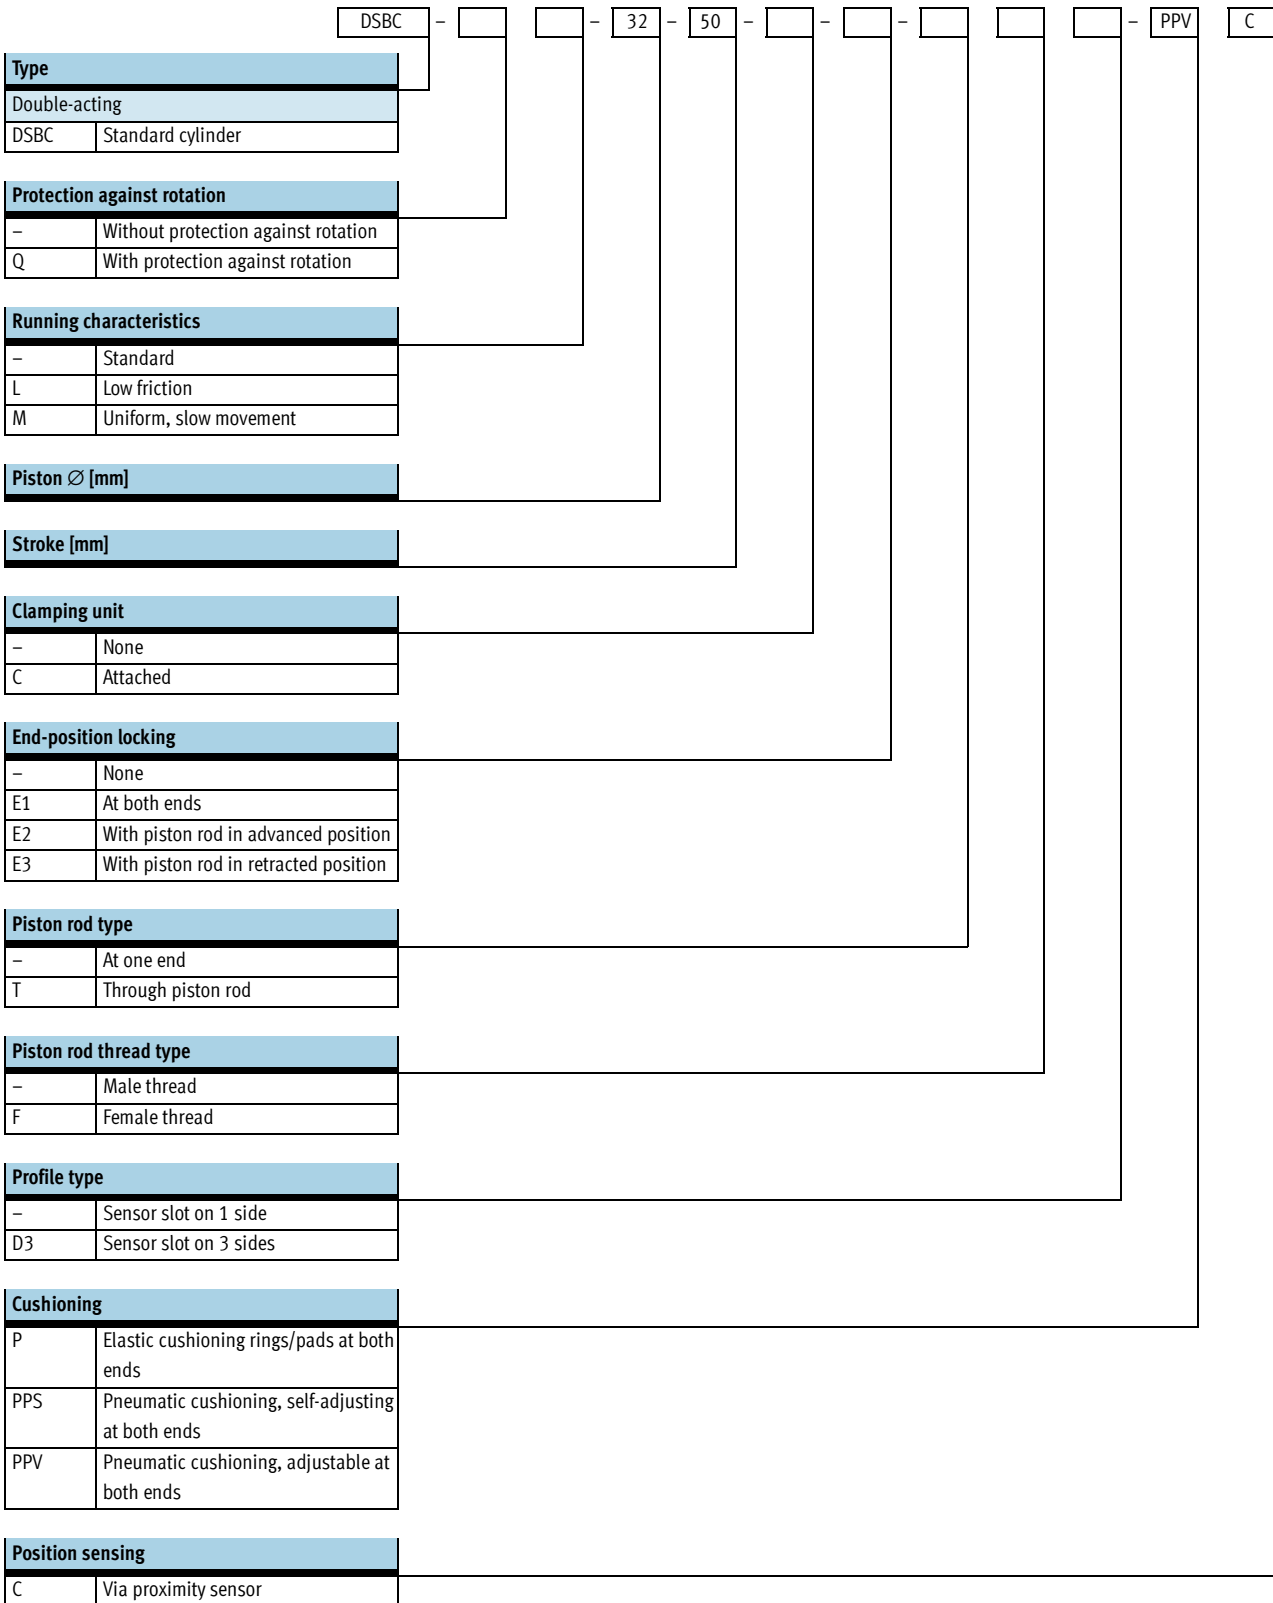 DSBC – – 32 – 50 – – – – PPV C
Type
Double-acting
DSBC Standard cylinder
Protection against rotation
– Without protection against rotation
Q With protection against rotation
Running characteristics
– Standard
L Low friction
M Uniform, slow movement
Piston ∅ [mm]
Stroke [mm]
Clamping unit
– None
C Attached
End-position locking
– None
E1 At both ends
E2 With piston rod in advanced position
E3 With piston rod in retracted position
Piston rod type
– At one end
T Through piston rod
Piston rod thread type
– Male thread
F Female thread
Profile type
– Sensor slot on 1 side
D3 Sensor slot on 3 sides
Cushioning
P Elastic cushioning rings/pads at both
ends
PPS Pneumatic cushioning, self-adjusting
at both ends
PPV Pneumatic cushioning, adjustable at
both ends
Position sensing
C Via proximity sensor